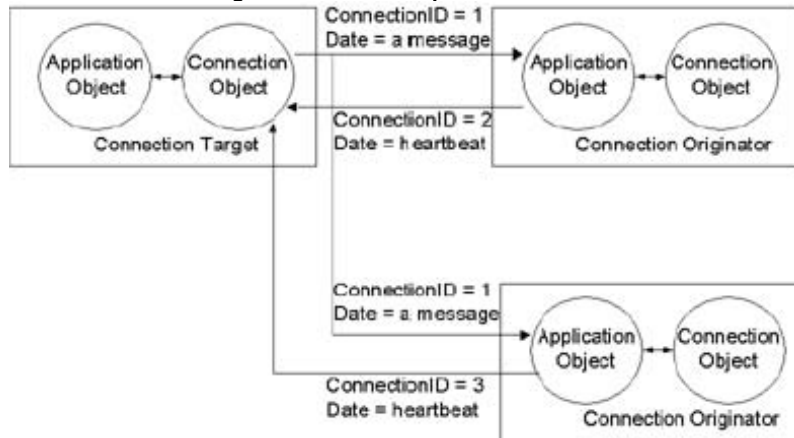 ConnectionID = 1
Date = a message
Application
Object
Connection
Object
Application
Object
Connection
Object
ConnectionID = 2
Date = heartbeat
Connection Target
Connection Originator
ConnectionID = 1
Date = a message
Application
Object
Connection
Object
ConnectionID = 3
Date = heartbeat
Connection Originator